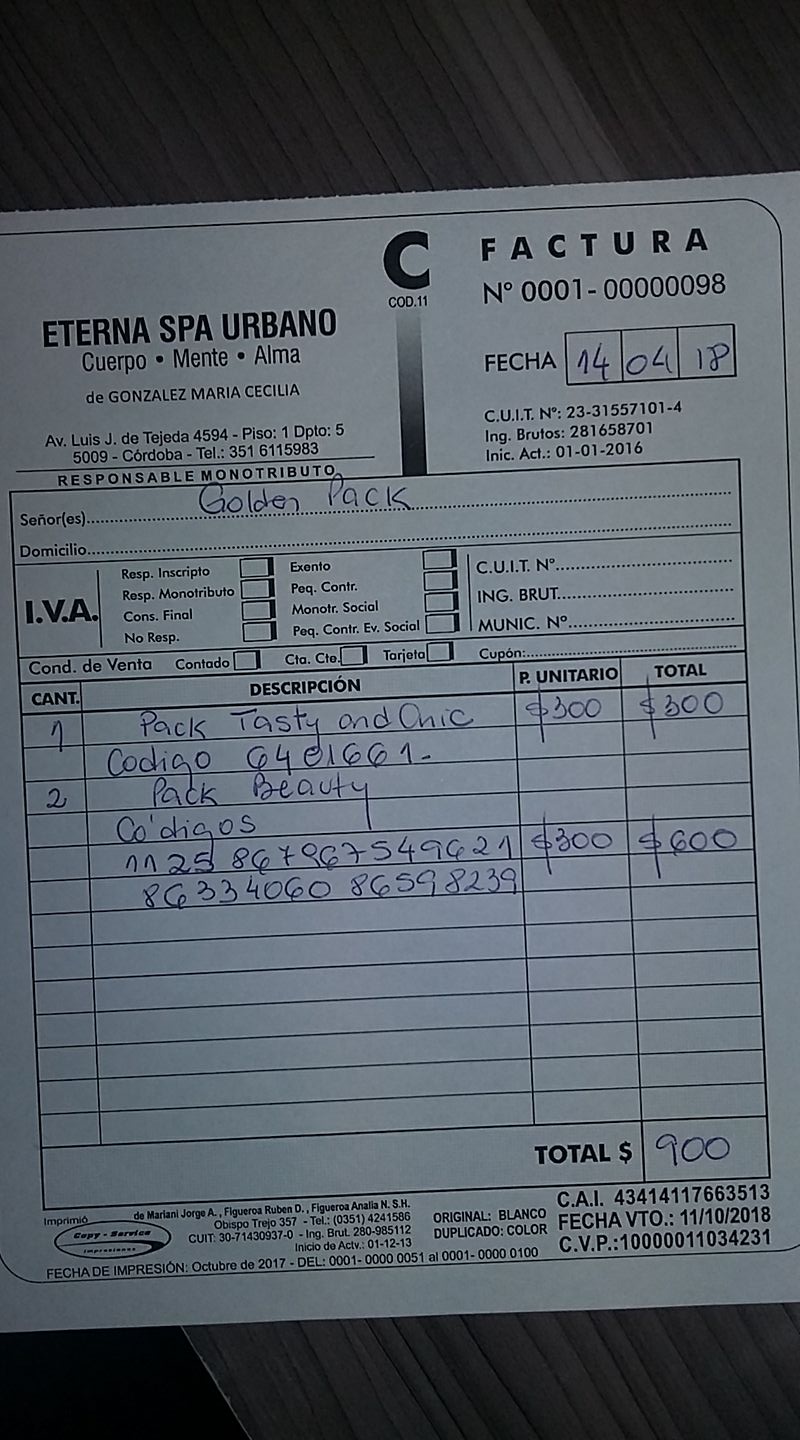 C
COD.11
FACTURA
Nº 0001-00000098
ETERNA SPA URBANO
Cuerpo • Mente • Alma
de GONZALEZ MARIA CECILIA
Av. Luis J. de Tejeda 4594 - Piso: 1 Dpto: 5
5009 - Córdoba - Tel.: 351 6115983
RESPONSABLE MONOTRIBUTO
FECHA 14 04 18
C.U.I.T. Nº: 23-31557101-4
Ing. Brutos: 281658701
Inic. Act.: 01-01-2016
Señor(es) Golden Pack
Domicilio
I.V.A.
Resp. Inscripto
Resp. Monotributo
Cons. Final
No Resp.
Exento
Peq. Contr.
Monotr. Social
Peq. Contr. Ev. Social
C.U.I.T. Nº
ING. BRUT.
MUNIC. Nº
Cond. de Venta Contado Cta. Cte. Tarjeta Cupón:
CANT. DESCRIPCIÓN P. UNITARIO TOTAL
1 Pack Tasty and Chic $300 $300
Codigo 6401661-
2 Pack Beauty
Códigos
1125 867967549621 $300 $600
86334060 86598239
TOTAL $ 900
Imprimió
Copy - Service
Impresiones
de Mariani Jorge A., Figueroa Ruben D., Figueroa Analia N. S.H.
Obispo Trejo 357 - Tel.: (0351) 4241586
CUIT: 30-71430937-0 - Ing. Brut. 280-985112
Inicio de Actv.: 01-12-13
ORIGINAL: BLANCO
DUPLICADO: COLOR
C.A.I. 43414117663513
FECHA VTO.: 11/10/2018
C.V.P.:10000011034231
FECHA DE IMPRESIÓN: Octubre de 2017 - DEL: 0001- 0000 0051 al 0001- 0000 0100